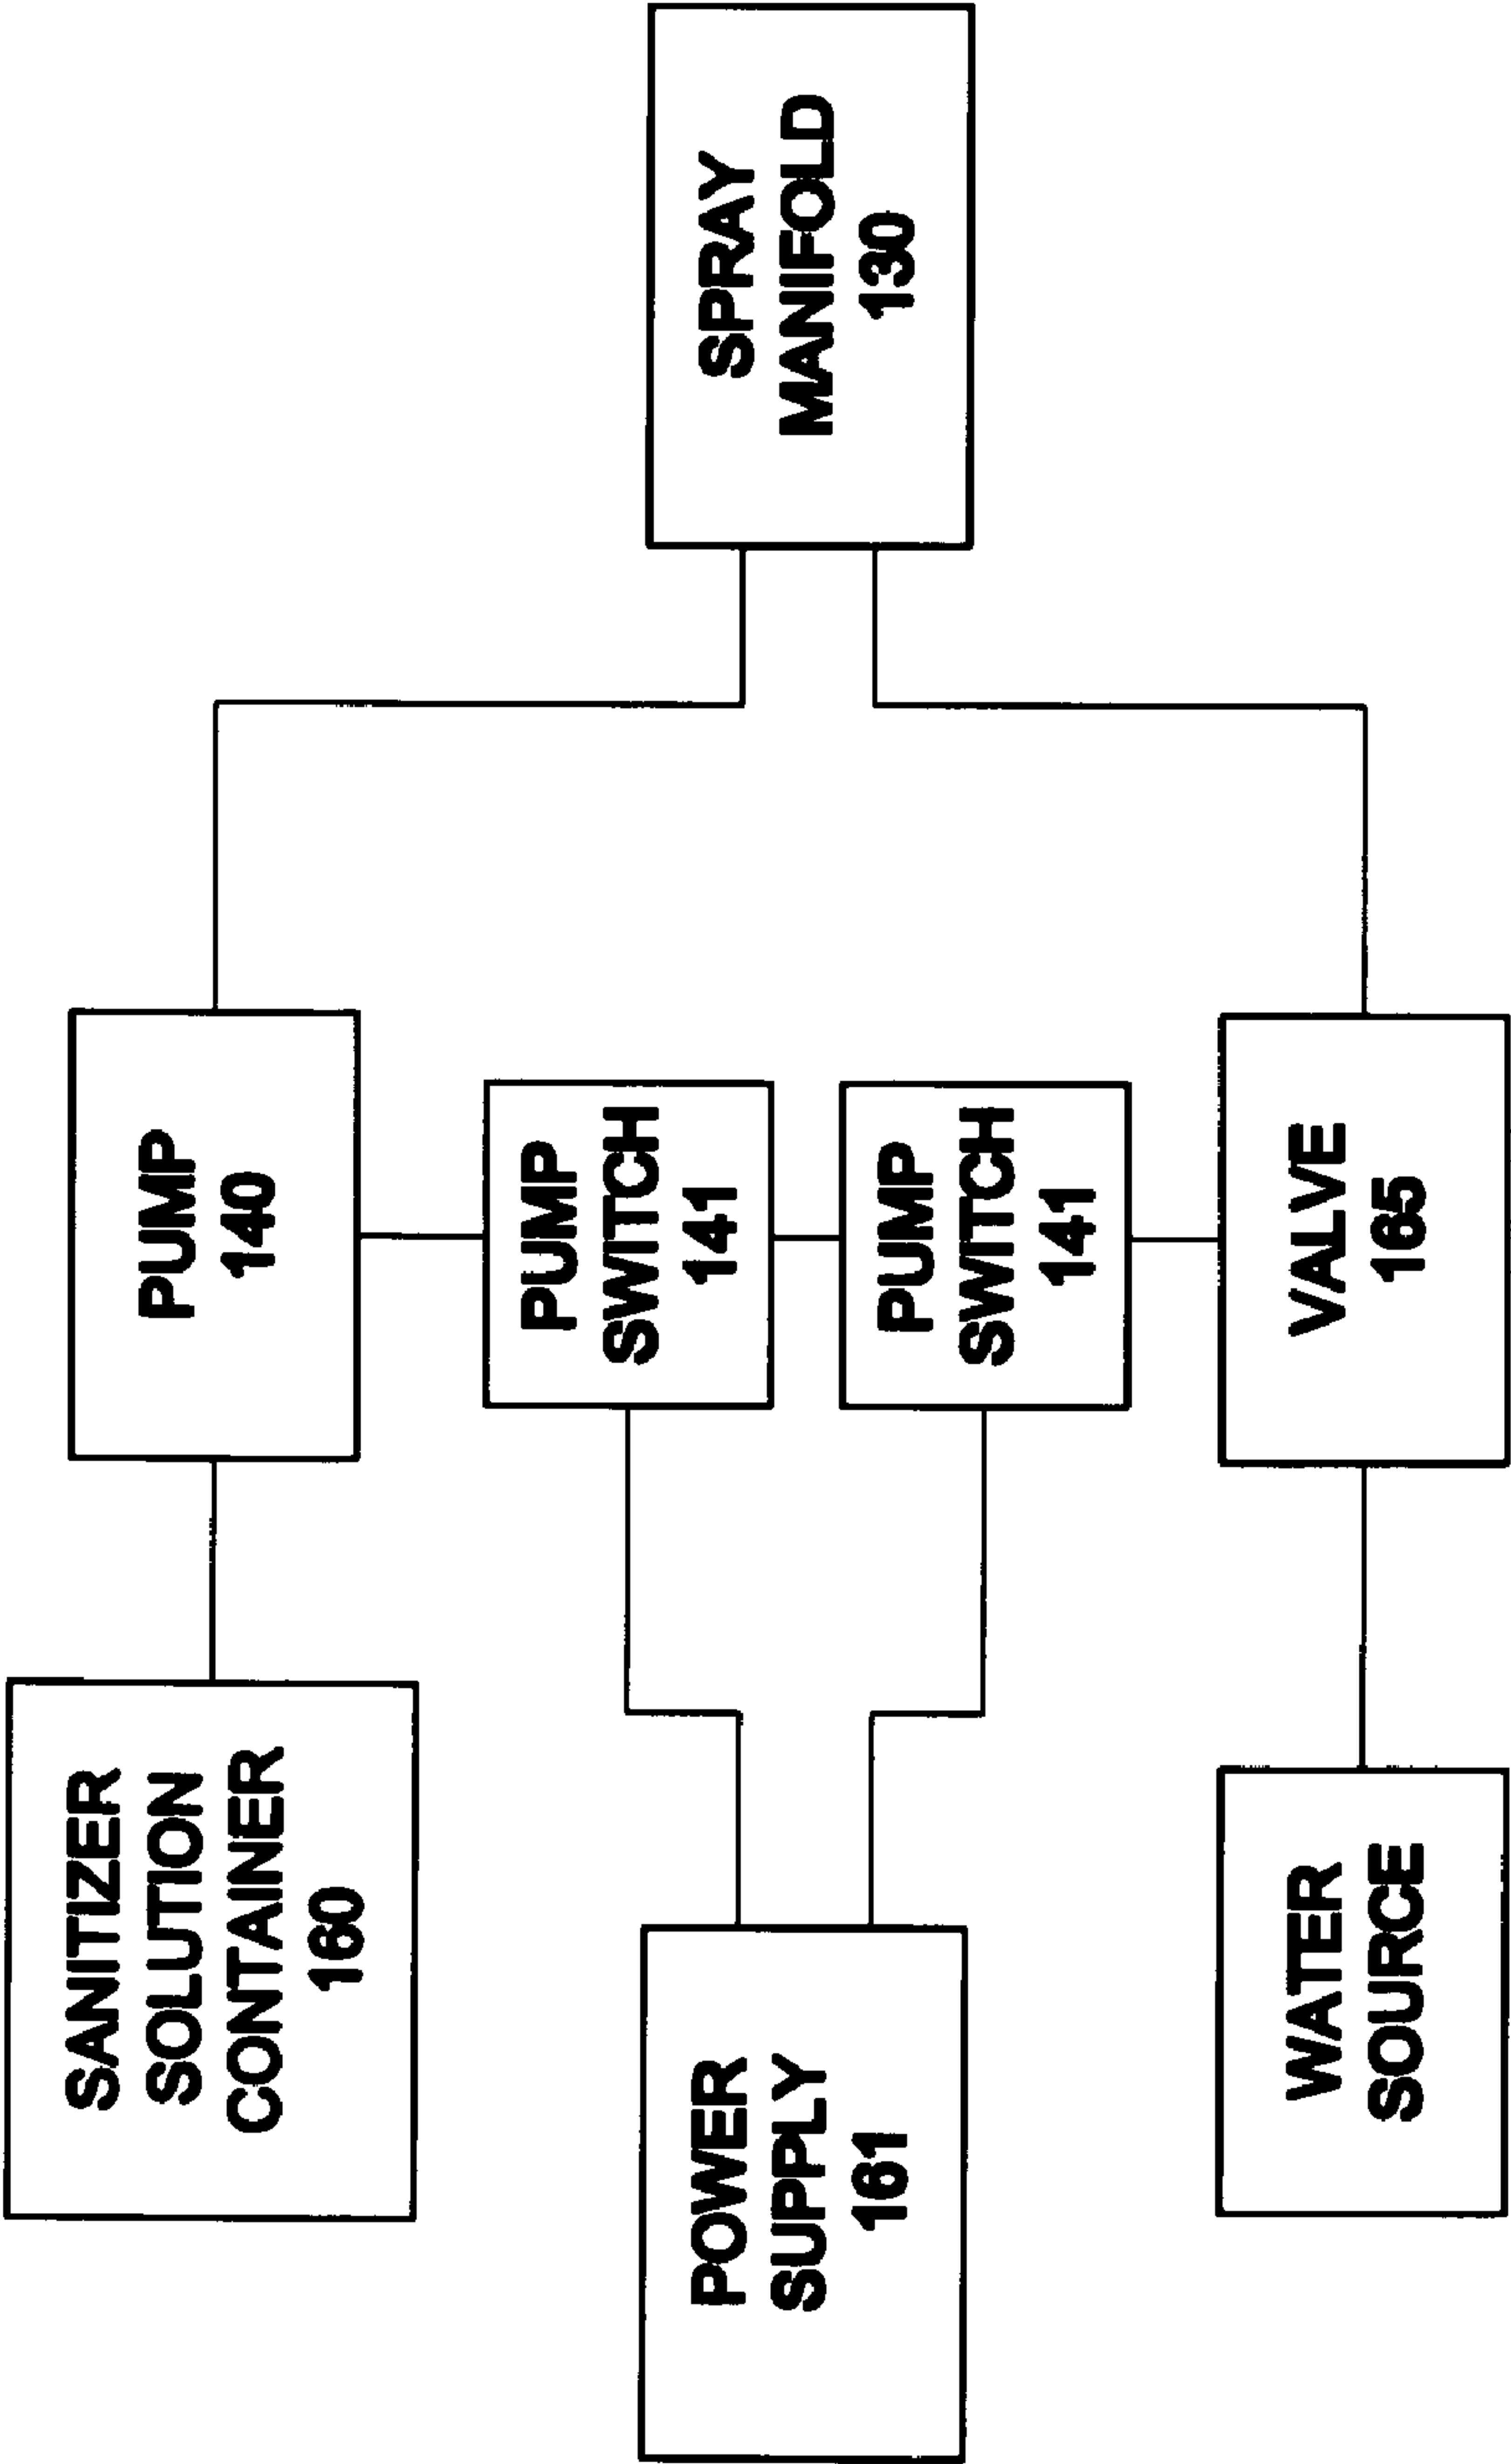 SANITIZER
SOLUTION
CONTAINER
160
PUMP
140
PUMP
SWITCH
141
POWER
SUPPLY
161
SPRAY
MANIFOLD
130
PUMP
SWITCH
141
WATER
SOURCE
VALVE
165